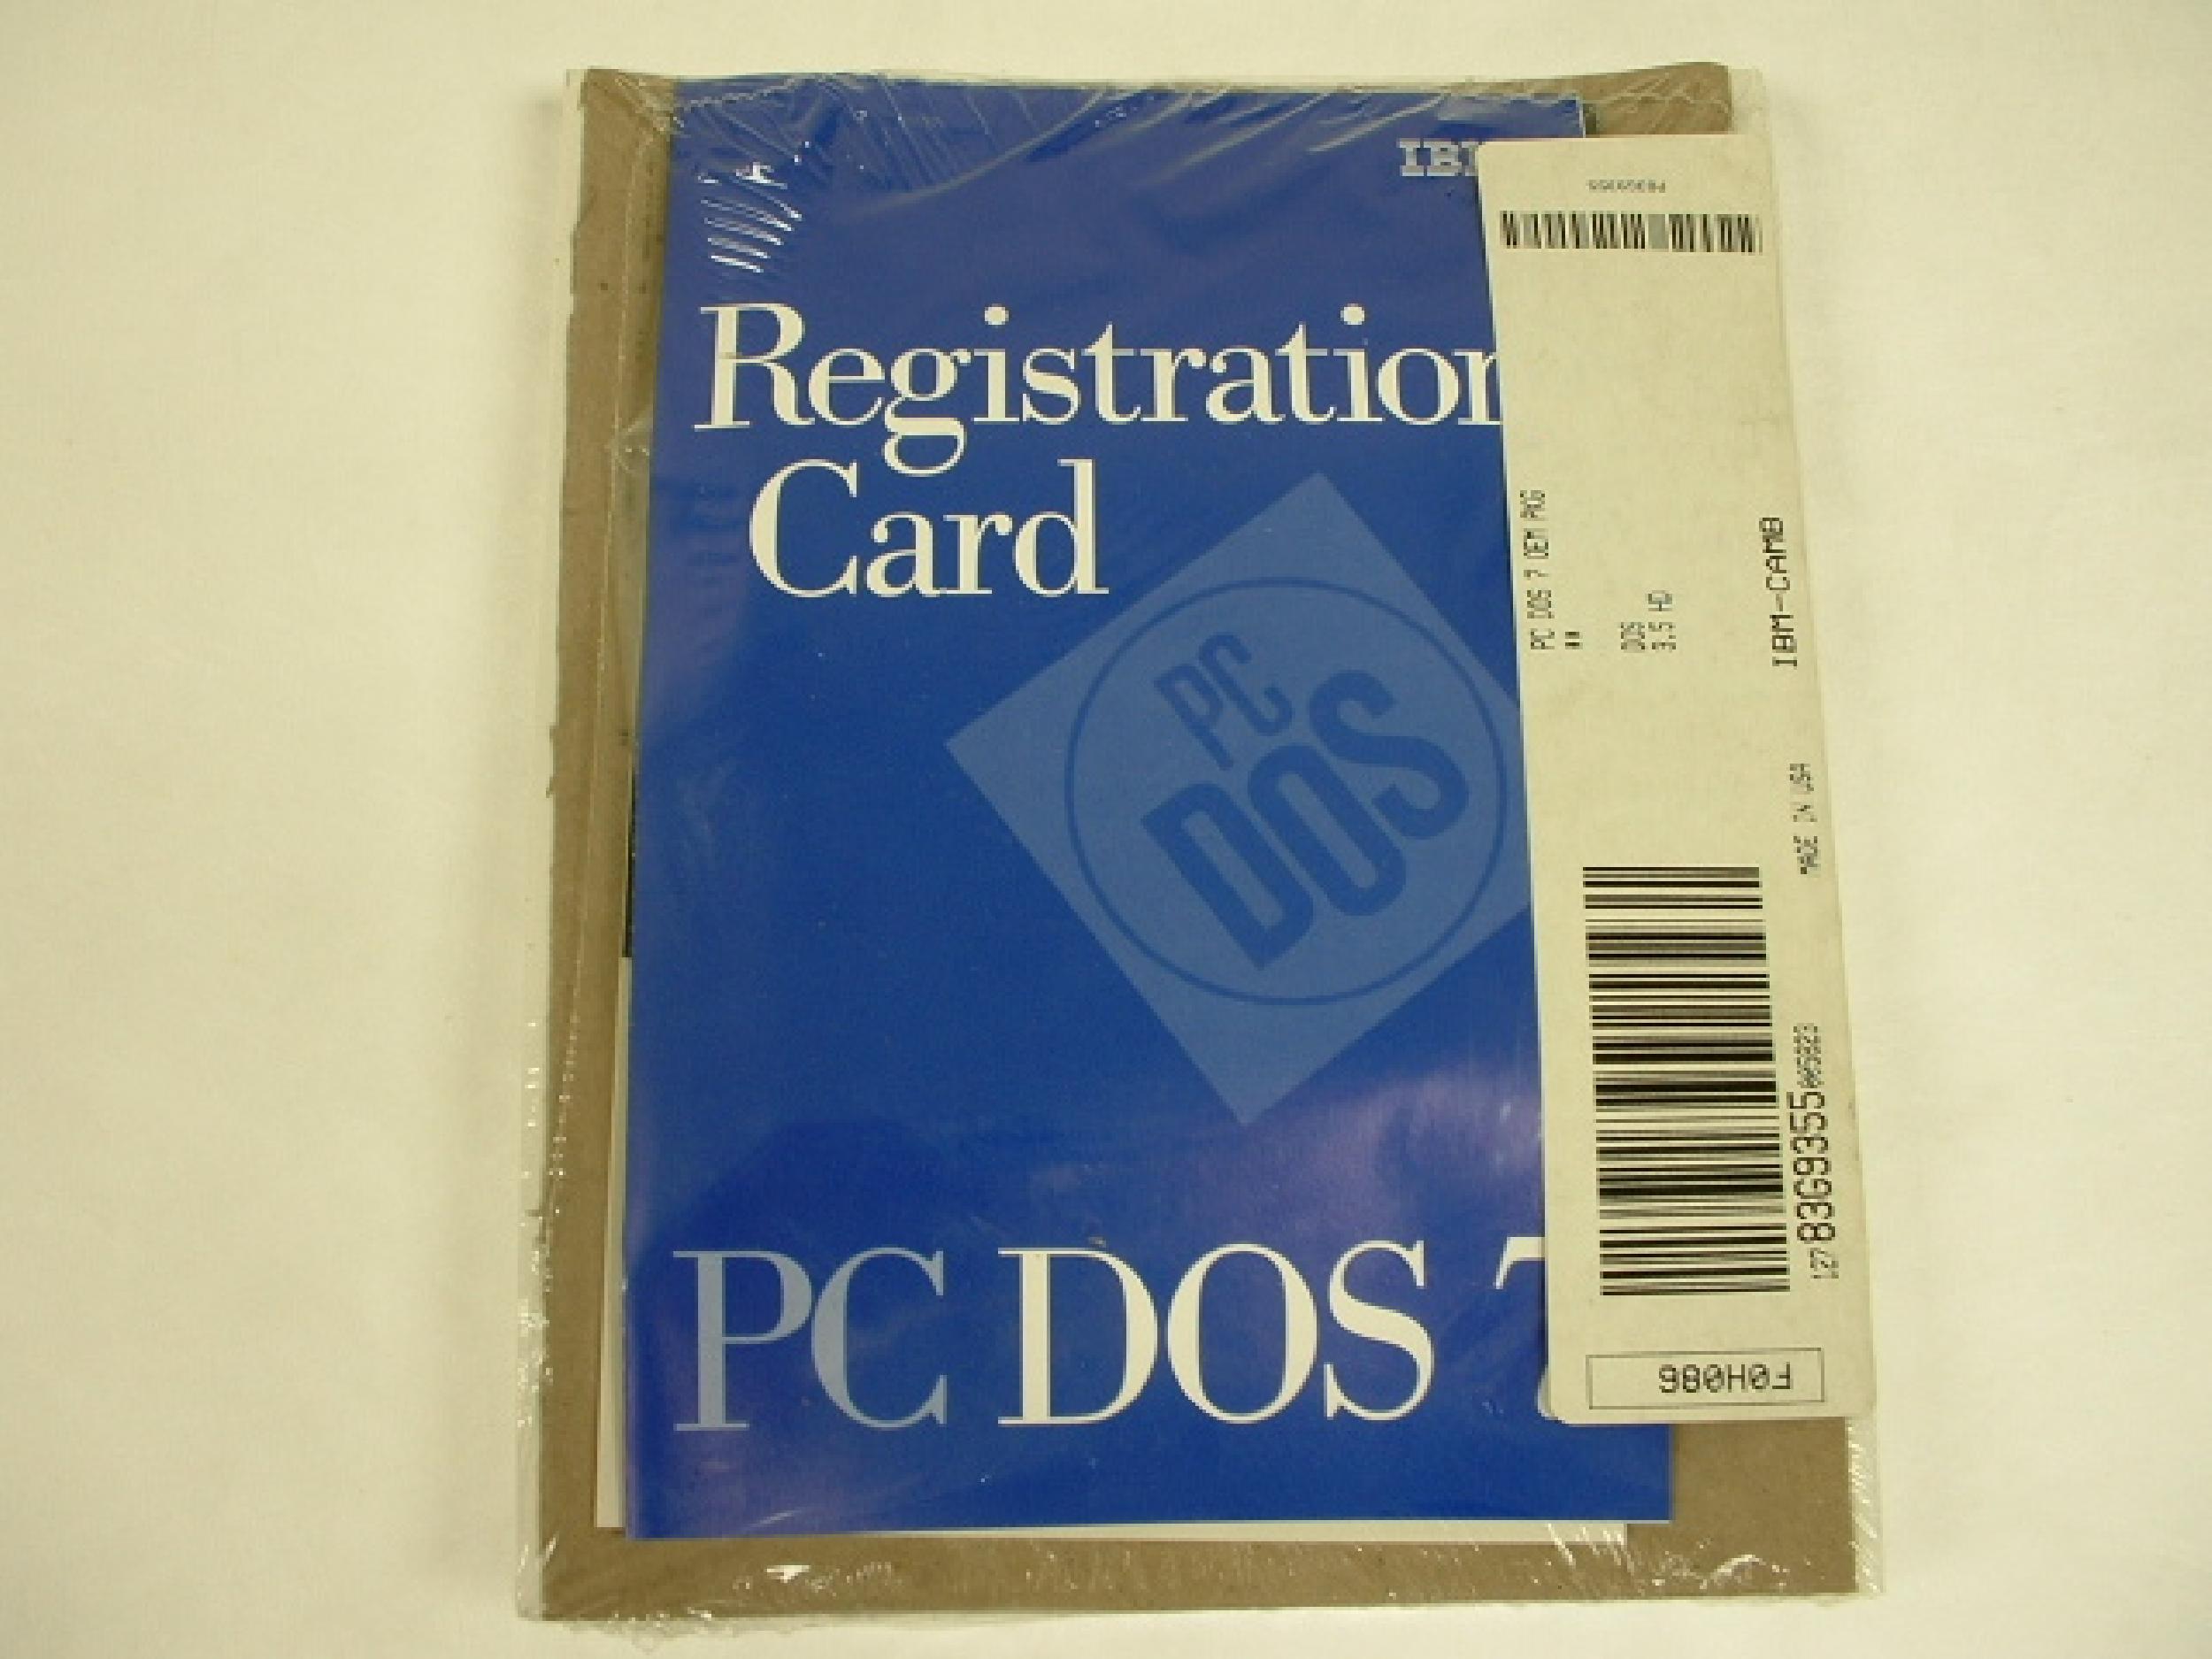 IBM
Registration
Card
PC
DOS
PC DOS 7
P83G9355
PC DOS 7 OEM PKG
**
DOS
3.5 HD
IBM-CAMB
MADE IN USA
83G9355
F0H086